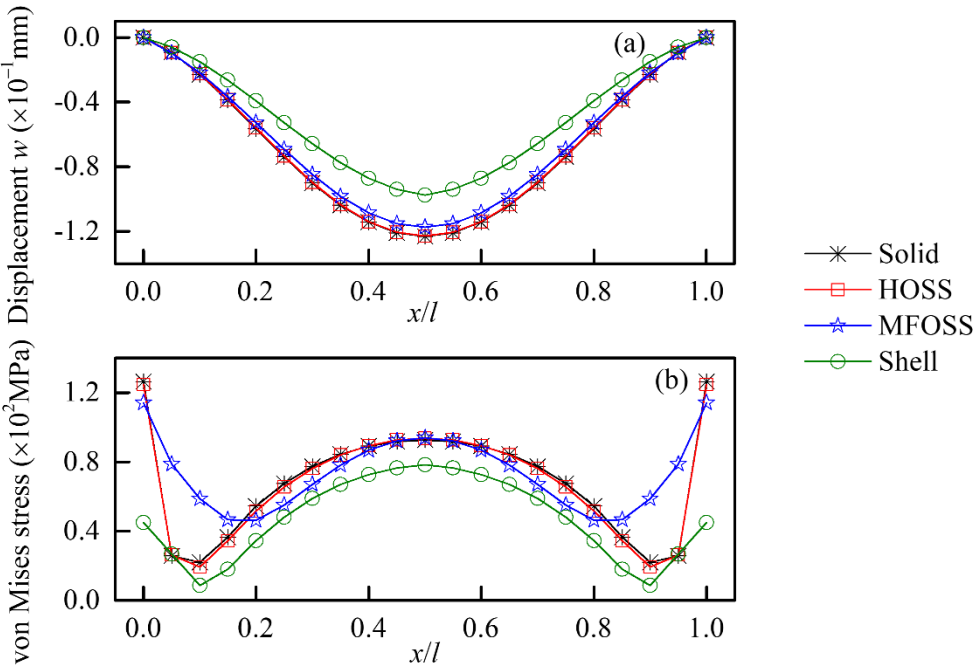 Displacement w (×10⁻¹mm)
0.0
-0.4
-0.8
-1.2
(a)
0.0 0.2 0.4 0.6 0.8 1.0
x/l
Solid
HOSS
MFOSS
Shell
von Mises stress (×10²MPa)
1.2
0.8
0.4
0.0
(b)
0.0 0.2 0.4 0.6 0.8 1.0
x/l